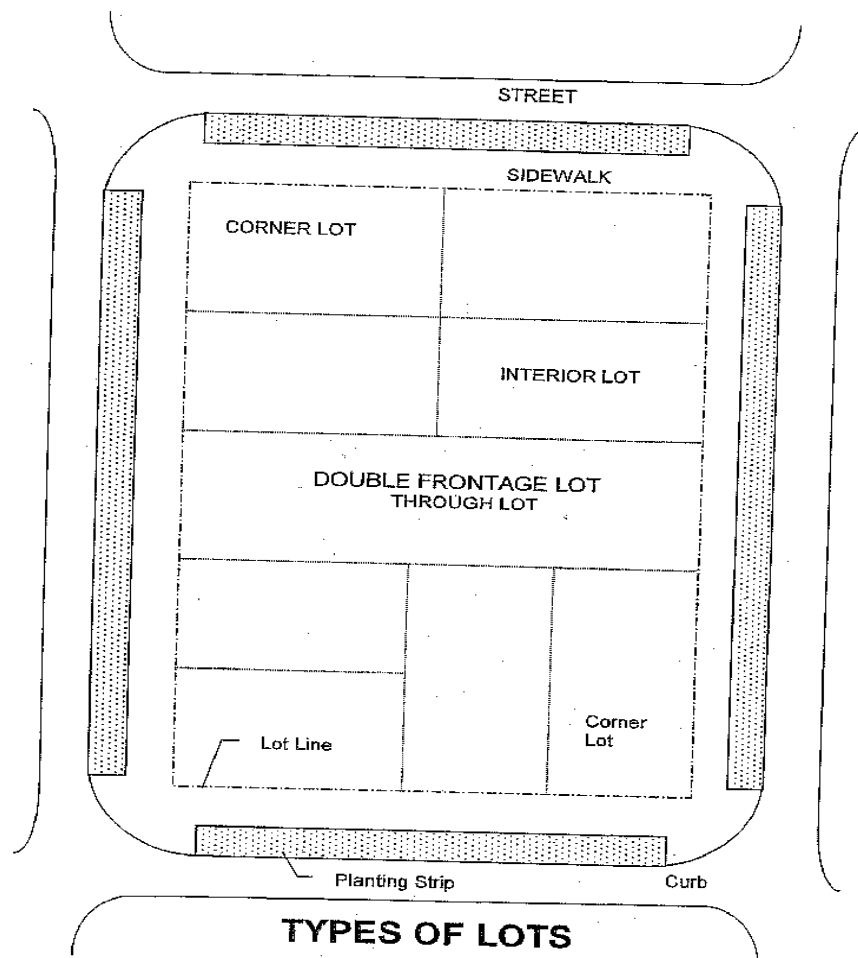 STREET
SIDEWALK
CORNER LOT
INTERIOR LOT
DOUBLE FRONTAGE LOT
THROUGH LOT
Corner
Lot
Lot Line
Planting Strip
Curb
TYPES OF LOTS